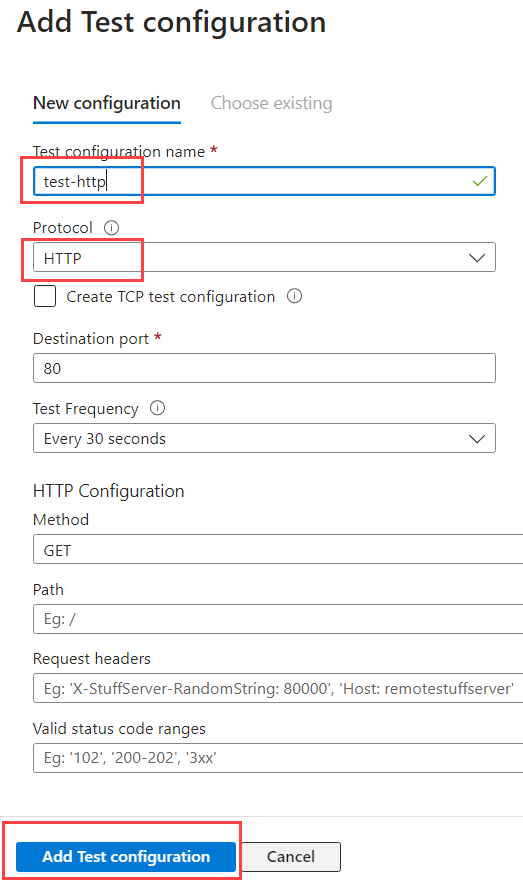 Add Test configuration
New configuration Choose existing
Test configuration name *
test-http
Protocol
HTTP
Create TCP test configuration
Destination port *
80
Test Frequency
Every 30 seconds
HTTP Configuration
Method
GET
Path
Eg: /
Request headers
Eg: 'X-StuffServer-RandomString: 80000', 'Host: remotestuffserver'
Valid status code ranges
Eg: '102', '200-202', '3xx'
Add Test configuration Cancel